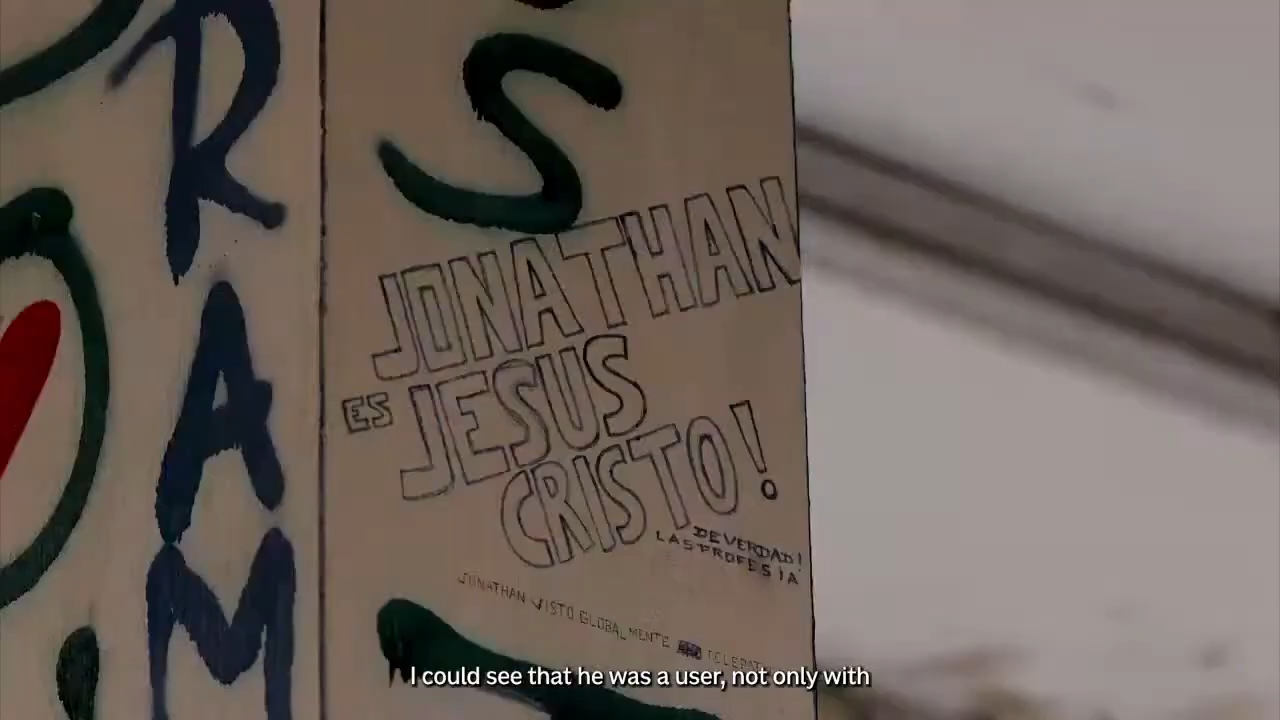 R
A
M
S
JONATHAN
ES JESUS
CRISTO!
DE VERDAD!
LAS PROFESIA
JONATHAN VISTO GLOBALMENTE
I could see that he was a user, not only with